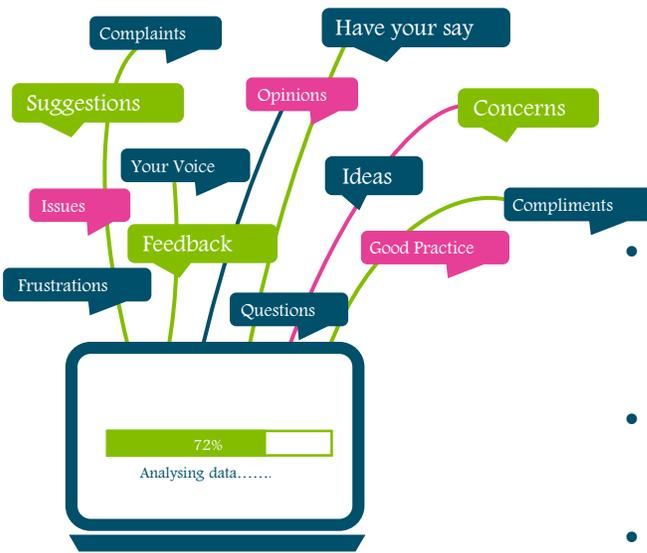 Complaints
Have your say
Suggestions
Opinions
Concerns
Your Voice
Ideas
Issues
Compliments
Feedback
Good Practice
Frustrations
Questions
72%
Analysing data…….